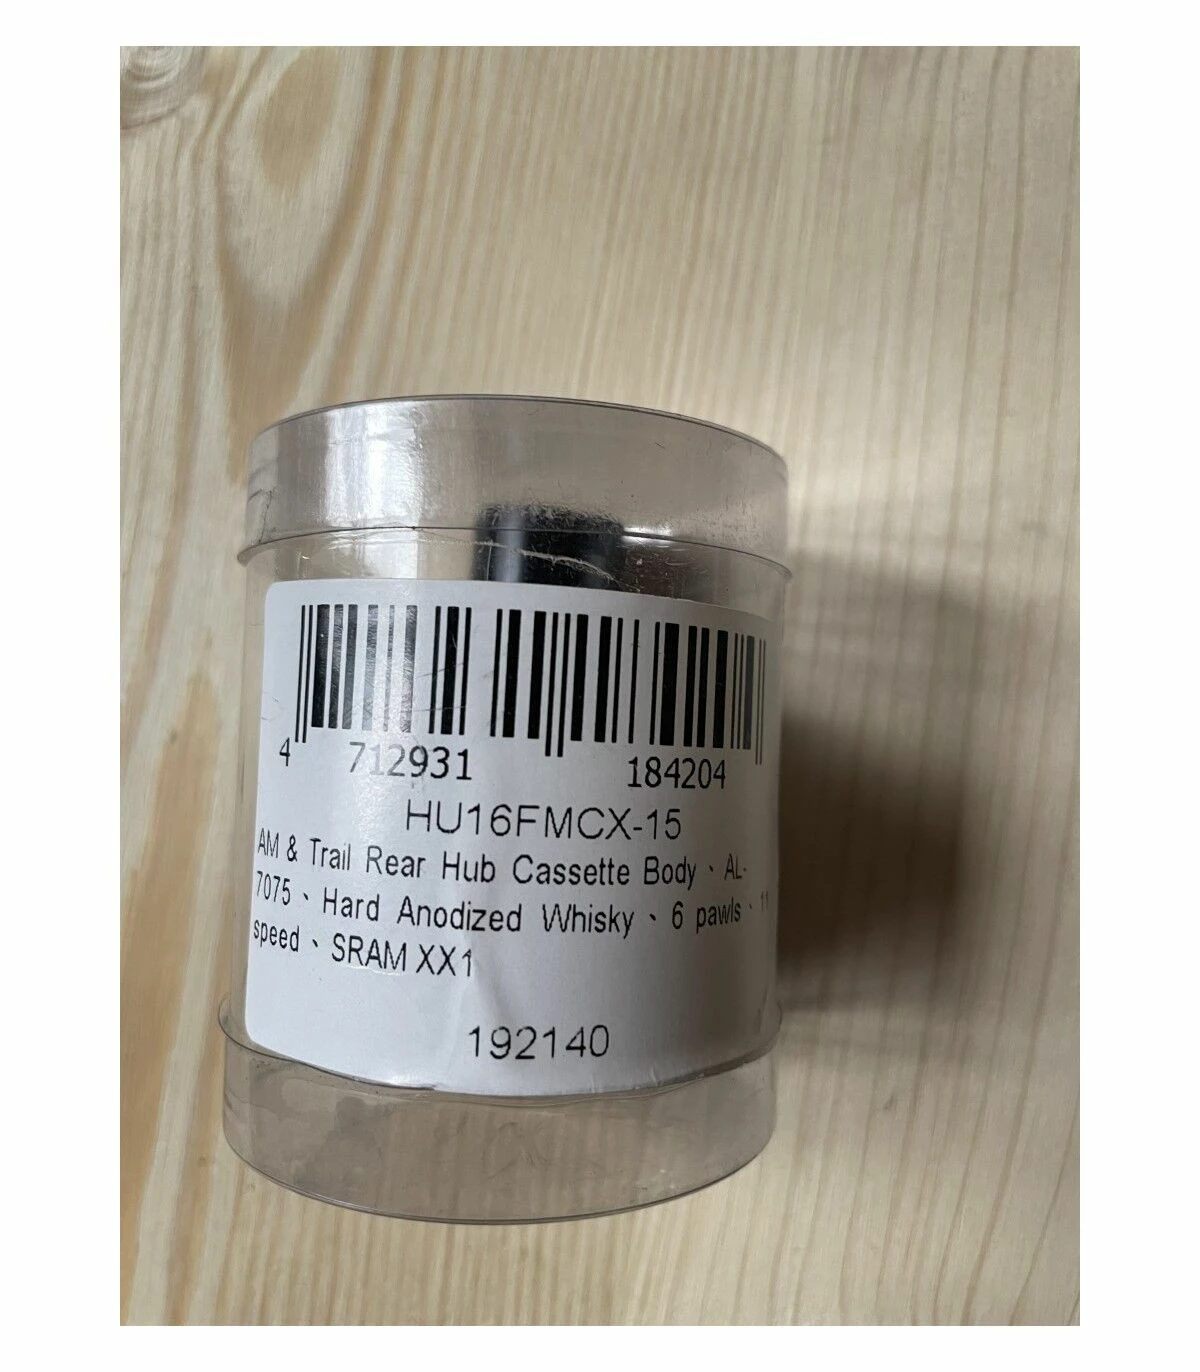 4 712931 184204
HU16FMCX-15
AM & Trail Rear Hub Cassette Body、AL-
7075、Hard Anodized Whisky、6 pawls、11
speed、SRAM XX1
192140